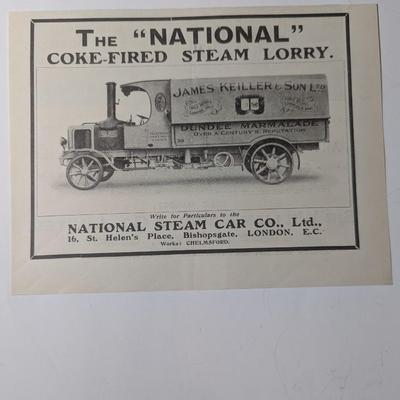 The "NATIONAL"
COKE-FIRED STEAM LORRY.
JAMES KEILLER & SON LTD
DUNDEE MARMALADE
OVER A CENTURY'S REPUTATION
Write for Particulars to the
NATIONAL STEAM CAR CO., Ltd.,
16, St. Helen's Place, Bishopsgate, LONDON, E.C.
Works: CHELMSFORD.